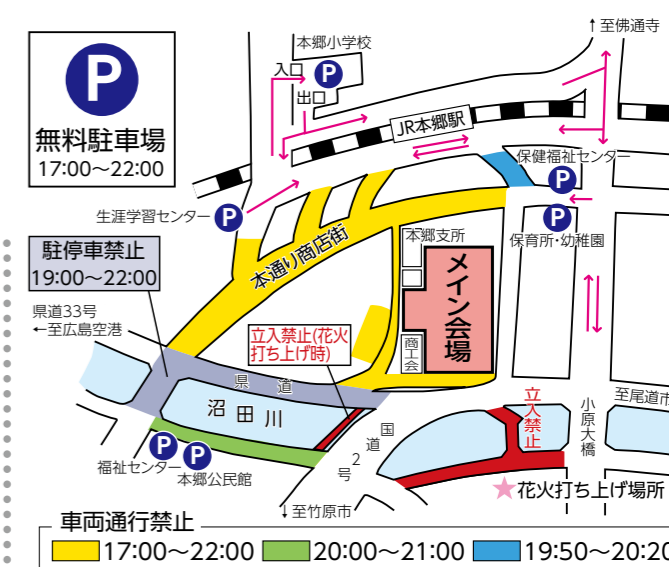 ↑至佛通寺
本郷小学校
入口
P
出口
P
無料駐車場
17:00〜22:00
JR本郷駅
保健福祉センター
P
生涯学習センター P
P
保育所・幼稚園
本郷支所
駐停車禁止
19:00〜22:00
本通り商店街
メイン会場
県道33号
←至広島空港
立入禁止(花火
打ち上げ時)
商工会
県道
沼田川
立入禁止
小原大橋
至尾道市
国道2号
P
P
福祉センター
本郷公民館
★花火打ち上げ場所
↓至竹原市
車両通行禁止
17:00〜22:00 20:00〜21:00 19:50〜20:20